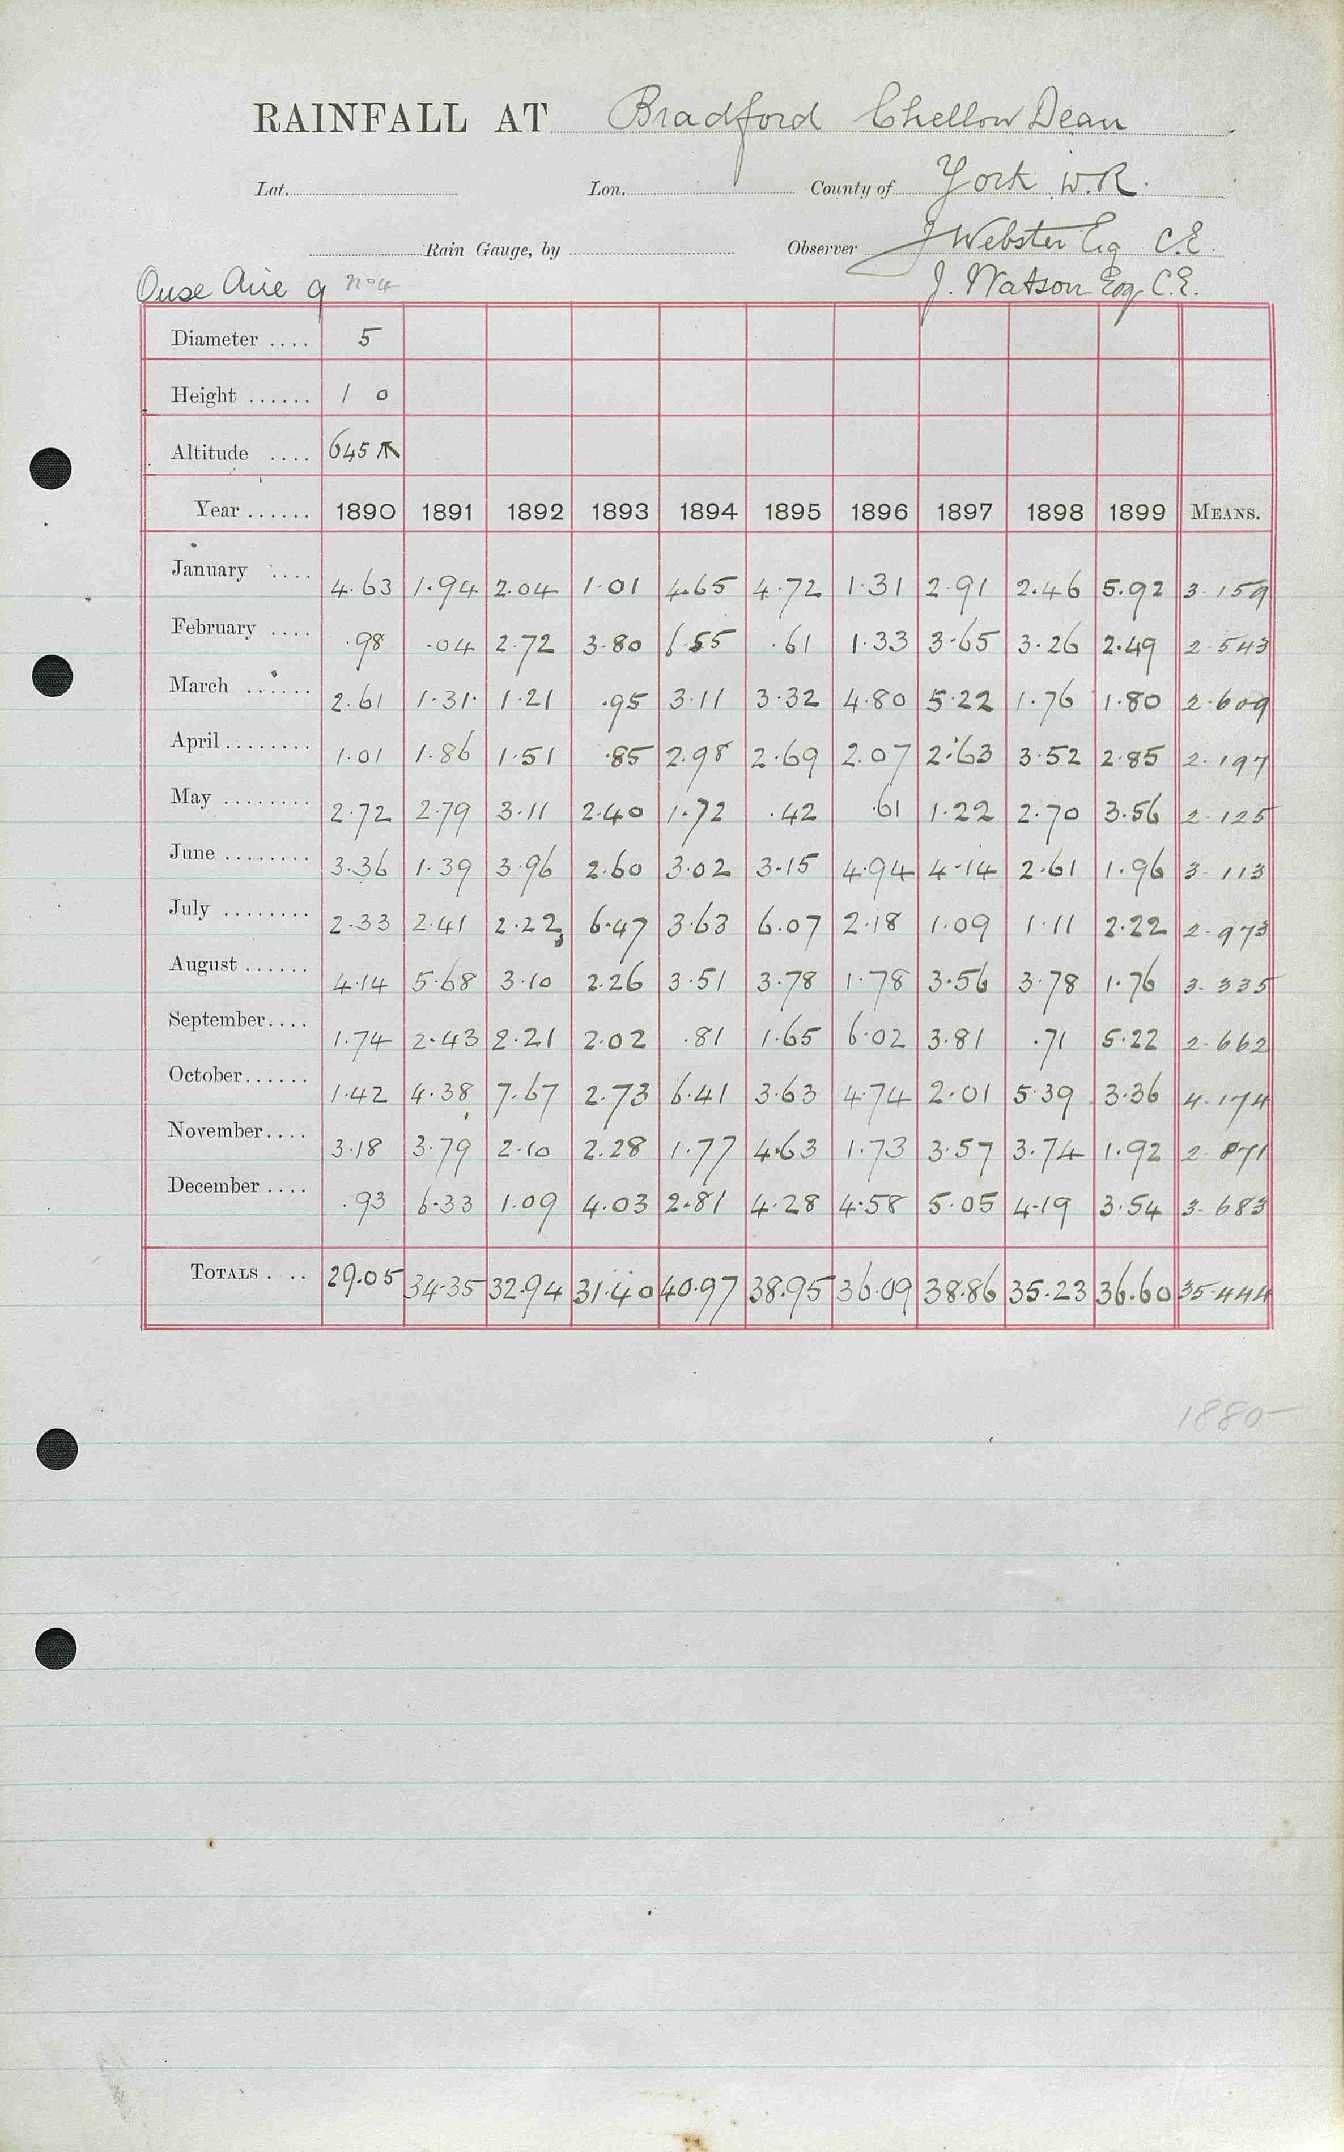 RAINFALL AT Bradford Chellow Dean
Lat. Lon. County of York W.R.
Rain Gauge, by Observer J Webster Esq C.E.
Ouse Aire 9 J. Watson Esq C.E.
Diameter .... 5
Height ...... 1 0
Altitude .... 645
Year ...... 1890 1891 1892 1893 1894 1895 1896 1897 1898 1899 MEANS.
January .... 4.63 1.94 2.04 1.01 4.65 4.72 1.31 2.91 2.46 5.92 3.159
February .... .98 .04 2.72 3.80 6.55 .61 1.33 3.65 3.26 2.49 2.543
March ...... 2.61 1.31 1.21 .95 3.11 3.32 4.80 5.22 1.76 1.80 2.609
April ........ 1.01 1.86 1.51 .85 2.98 2.69 2.07 2.63 3.52 2.85 2.197
May ........ 2.72 2.79 3.11 2.40 1.72 .42 .61 1.22 2.70 3.56 2.125
June ........ 3.36 1.39 3.96 2.60 3.02 3.15 4.94 4.14 2.61 1.96 3.113
July ........ 2.33 2.41 2.22 6.47 3.63 6.07 2.18 1.09 1.11 2.22 2.973
August ...... 4.14 5.68 3.10 2.26 3.51 3.78 1.78 3.56 3.78 1.76 3.335
September .... 1.74 2.43 2.21 2.02 .81 1.65 6.02 3.81 .71 5.22 2.662
October ...... 1.42 4.38 7.67 2.73 6.41 3.63 4.74 2.01 5.39 3.36 4.174
November .... 3.18 3.79 2.10 2.28 1.77 4.63 1.73 3.57 3.74 1.92 2.871
December .... .93 6.33 1.09 4.03 2.81 4.28 4.58 5.05 4.19 3.54 3.683
TOTALS .... 29.05 34.35 32.94 31.40 40.97 38.95 36.09 38.86 35.23 36.60 35.444
1880-